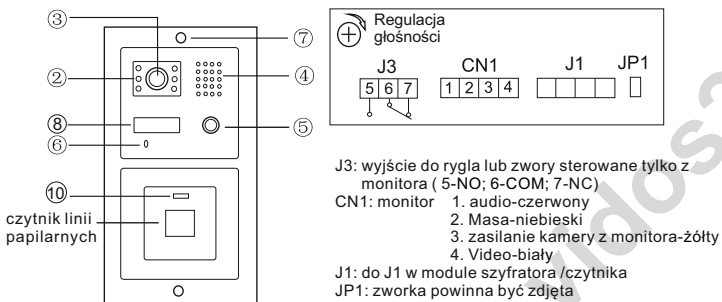 ③
⑦
②
④
⑧
⑤
⑥
⑩
czytnik linii
papilarnych
Regulacja
głośności
J3 CN1 J1 JP1
5 6 7 1 2 3 4
J3: wyjście do rygla lub zwory sterowane tylko z
monitora ( 5-NO; 6-COM; 7-NC)
CN1: monitor 1. audio-czerwony
2. Masa-niebieski
3. zasilanie kamery z monitora-żółty
4. Video-biały
J1: do J1 w module szyfratora /czytnika
JP1: zworka powinna być zdjęta
vidos